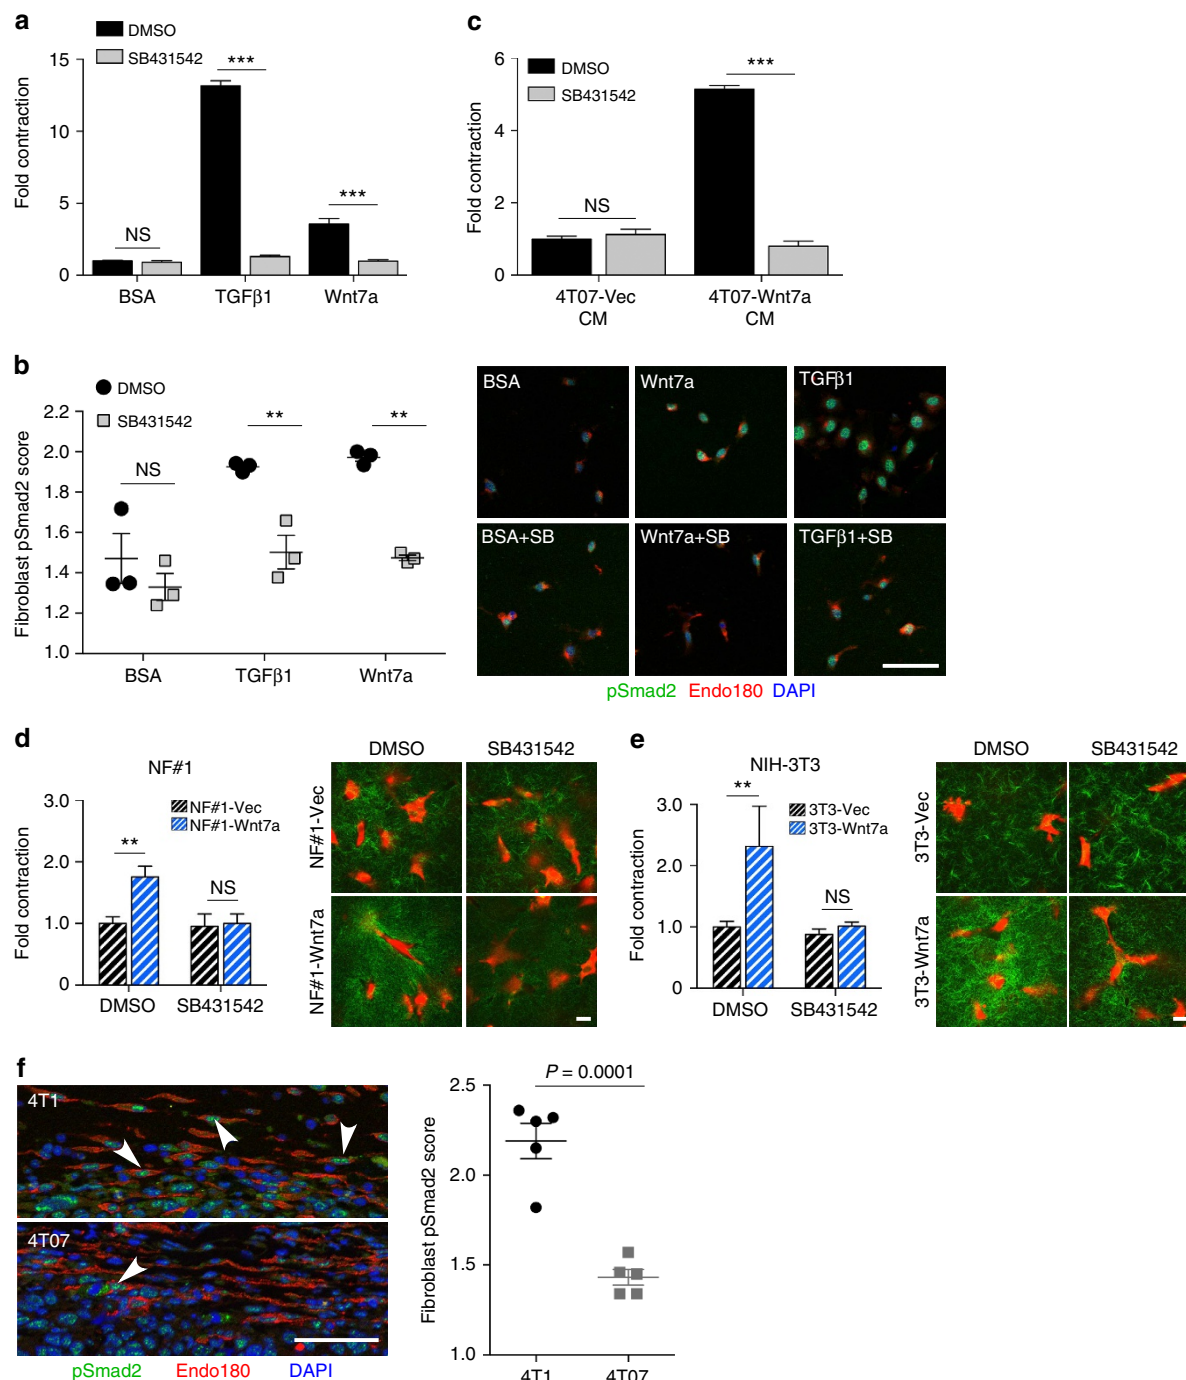 a
DMSO
SB431542
Fold contraction
15
10
5
0
NS
***
***
BSA
TGFβ1
Wnt7a
c
DMSO
SB431542
Fold contraction
6
4
2
0
NS
***
4T07-Vec
CM
4T07-Wnt7a
CM
b
DMSO
SB431542
Fibroblast pSmad2 score
2.2
2.0
1.8
1.6
1.4
1.2
1.0
NS
**
**
BSA
TGFβ1
Wnt7a
BSA
Wnt7a
TGFβ1
BSA+SB
Wnt7a+SB
TGFβ1+SB
pSmad2 Endo180 DAPI
d
NF#1
NF#1-Vec
NF#1-Wnt7a
Fold contraction
3.0
2.0
1.0
0
**
NS
DMSO
SB431542
DMSO
SB431542
NF#1-Vec
NF#1-Wnt7a
e
NIH-3T3
3T3-Vec
3T3-Wnt7a
Fold contraction
3.0
2.0
1.0
0
**
NS
DMSO
SB431542
DMSO
SB431542
3T3-Vec
3T3-Wnt7a
f
4T1
4T07
pSmad2 Endo180 DAPI
Fibroblast pSmad2 score
2.5
2.0
1.5
1.0
P = 0.0001
4T1
4T07